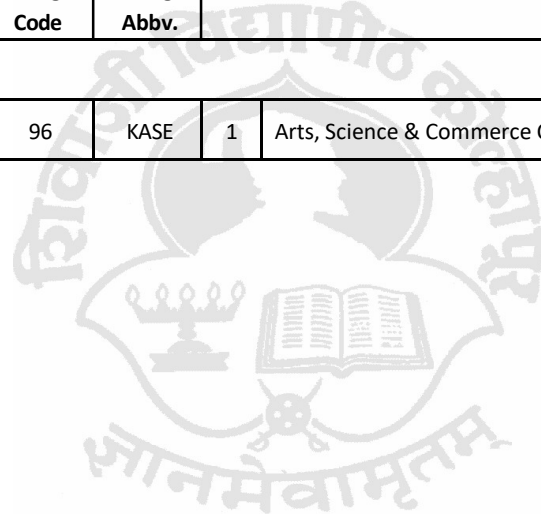 Code Abbv.
शिवाजी विद्यापीठ कोल्हापूर
96 KASE 1 Arts, Science & Commerce
ज्ञानमेवामृतम्